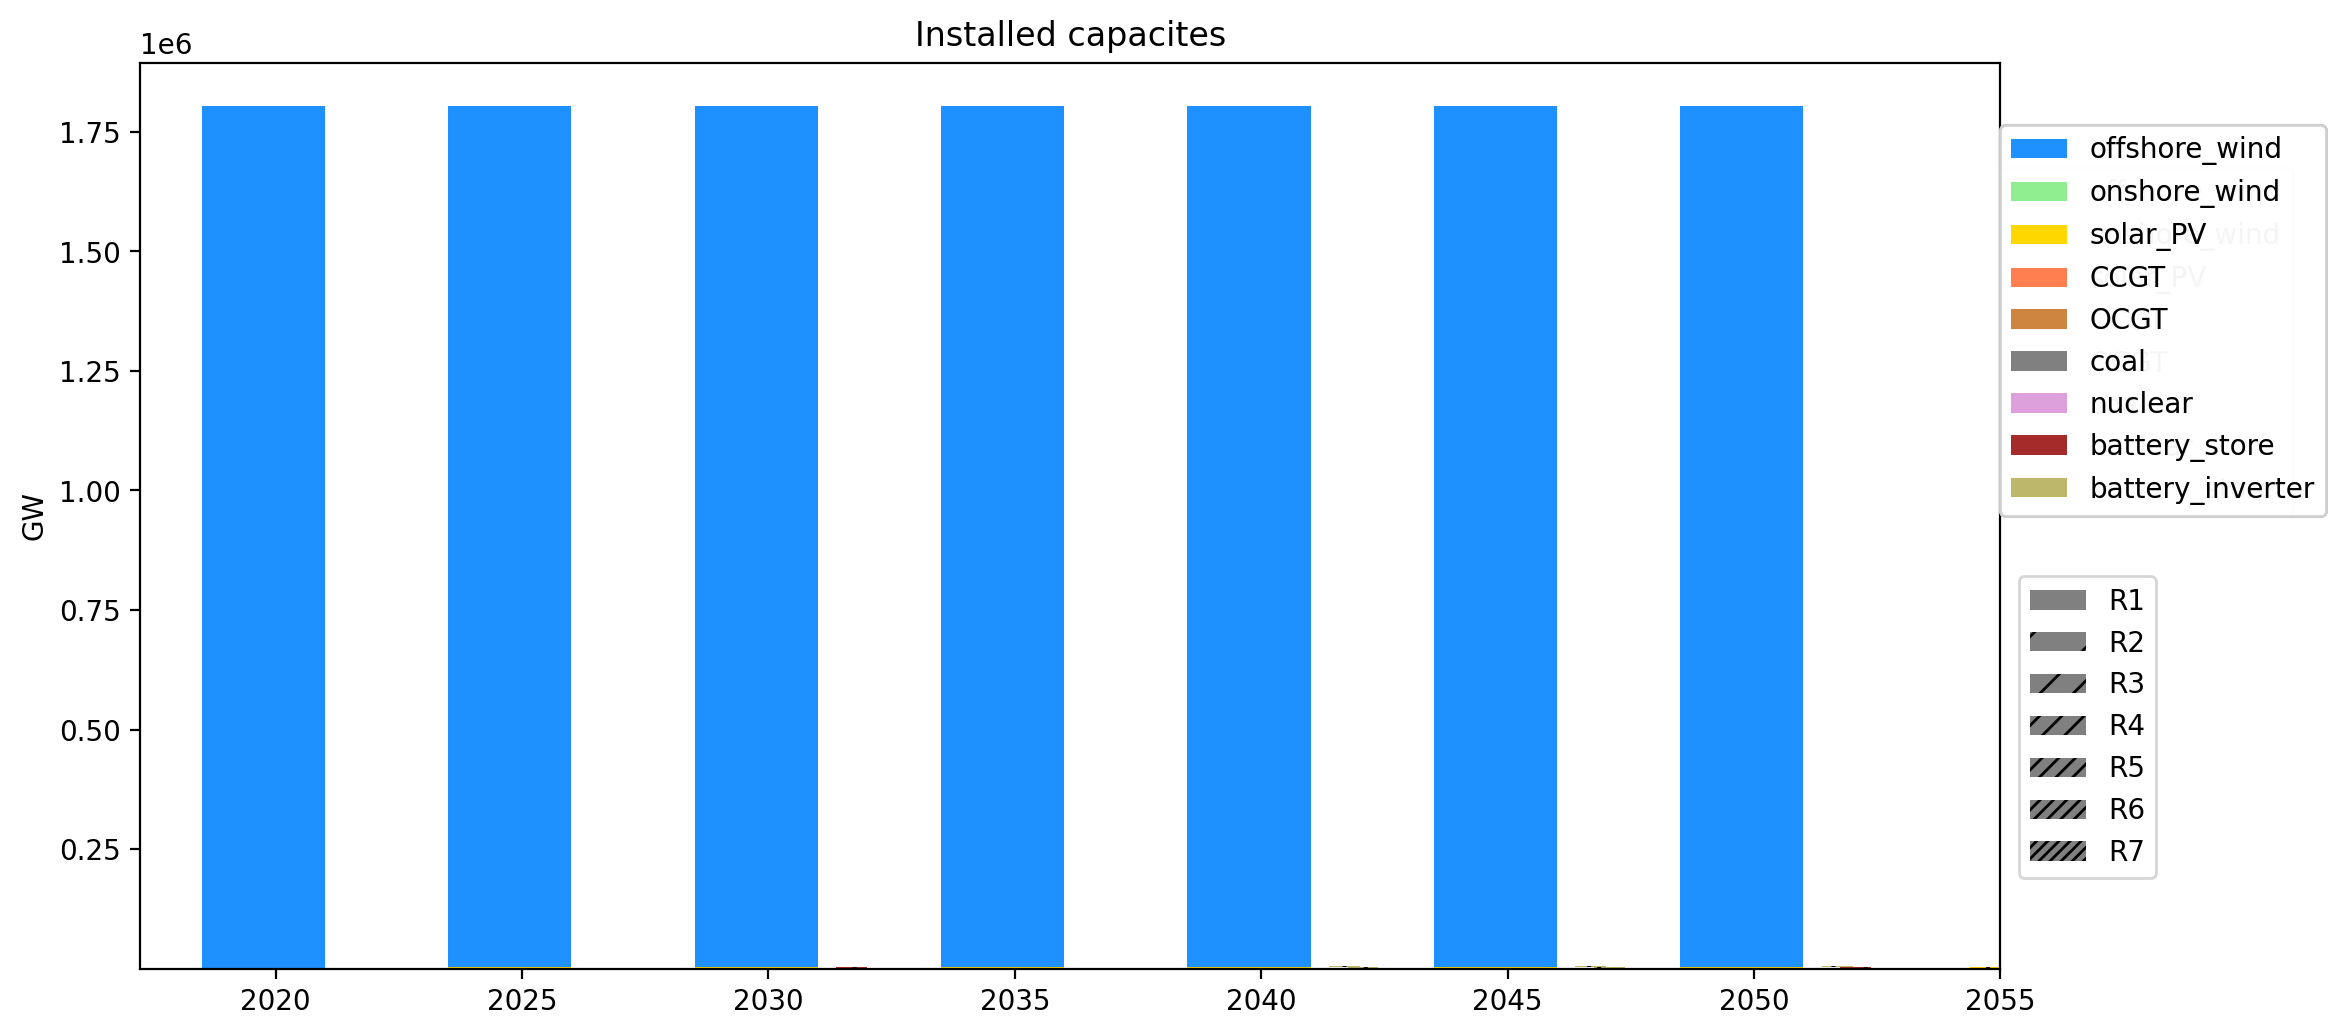 Installed capacites
1e6
1.75
1.50
1.25
1.00
0.75
0.50
0.25
GW
2020 2025 2030 2035 2040 2045 2050 2055
offshore_wind
onshore_wind
solar_PV
CCGT
OCGT
coal
nuclear
battery_store
battery_inverter
R1
R2
R3
R4
R5
R6
R7